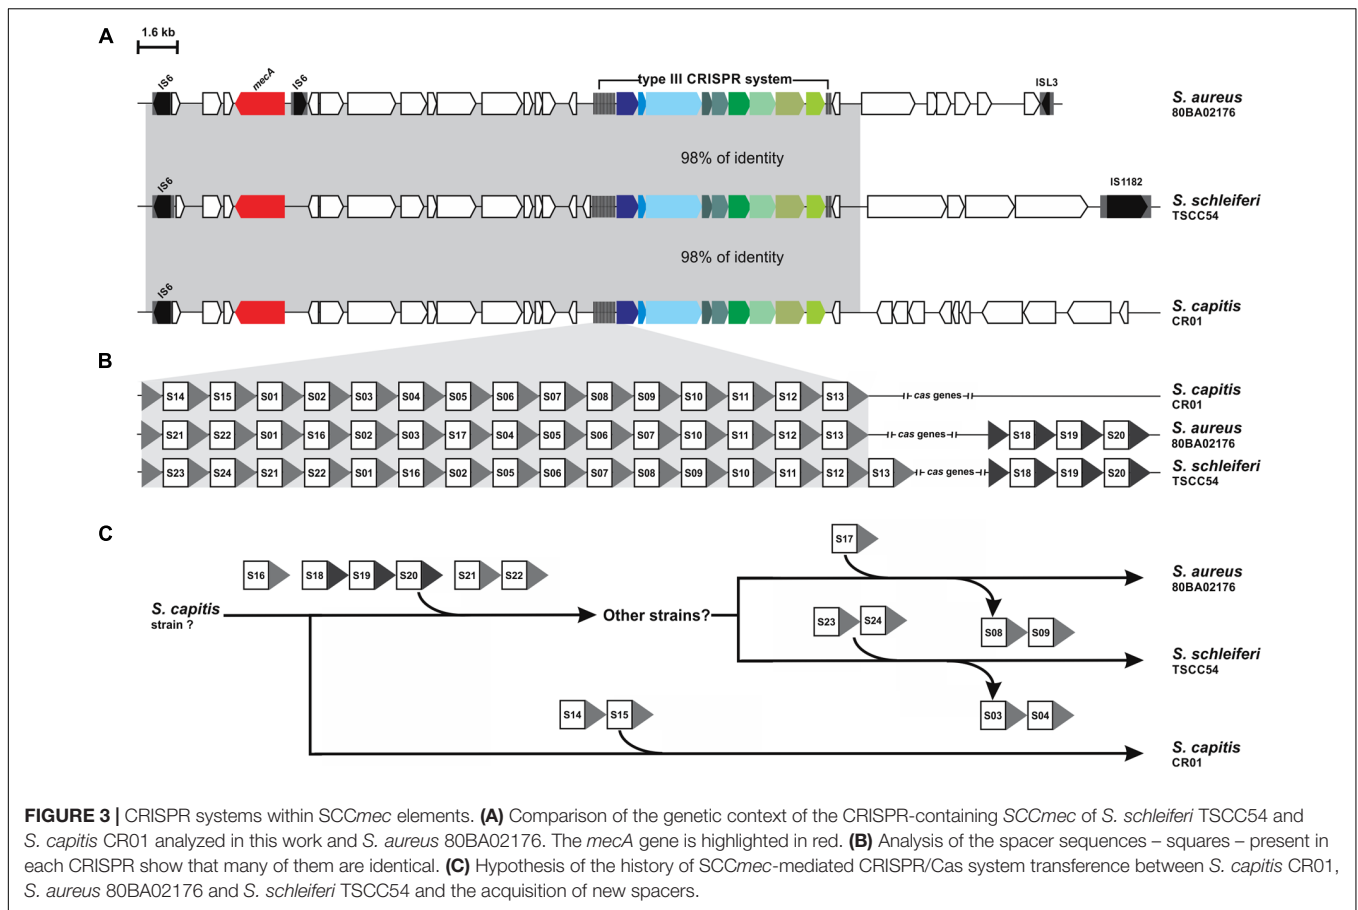 A
1.6 kb
IS6
mecA
IS6
type III CRISPR system
ISL3
S. aureus
80BA02176
98% of identity
IS6
IS1182
S. schleiferi
TSCC54
98% of identity
IS6
S. capitis
CR01
B
S14 S15 S01 S02 S03 S04 S05 S06 S07 S08 S09 S10 S11 S12 S13 cas genes
S. capitis
CR01
S21 S22 S01 S16 S02 S03 S17 S04 S05 S06 S07 S10 S11 S12 S13 cas genes S18 S19 S20
S. aureus
80BA02176
S23 S24 S21 S22 S01 S16 S02 S05 S06 S07 S08 S09 S10 S11 S12 S13 cas genes S18 S19 S20
S. schleiferi
TSCC54
C
S17
S16 S18 S19 S20 S21 S22
S. aureus
80BA02176
S. capitis
strain ?
Other strains?
S23 S24
S08 S09
S. schleiferi
TSCC54
S14 S15
S03 S04
S. capitis
CR01
FIGURE 3 | CRISPR systems within SCCmec elements. (A) Comparison of the genetic context of the CRISPR-containing SCCmec of S. schleiferi TSCC54 and
S. capitis CR01 analyzed in this work and S. aureus 80BA02176. The mecA gene is highlighted in red. (B) Analysis of the spacer sequences – squares – present in
each CRISPR show that many of them are identical. (C) Hypothesis of the history of SCCmec-mediated CRISPR/Cas system transference between S. capitis CR01,
S. aureus 80BA02176 and S. schleiferi TSCC54 and the acquisition of new spacers.